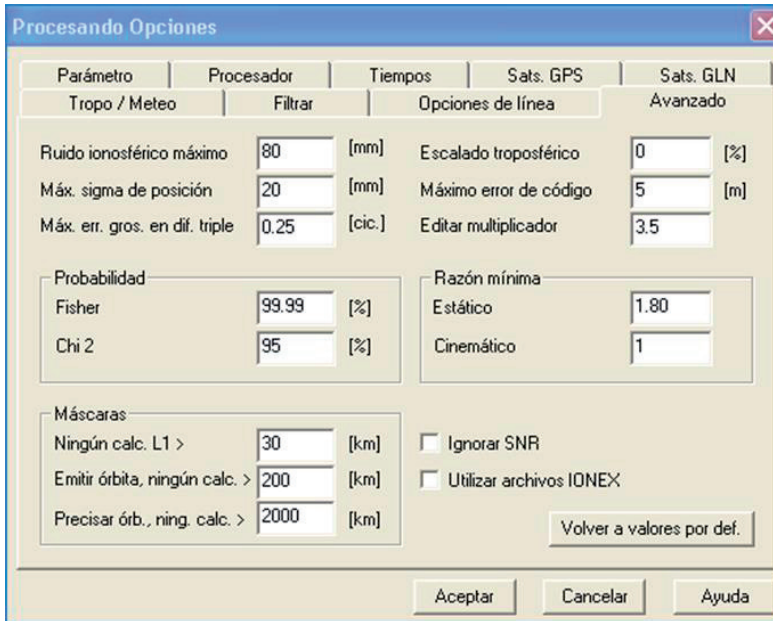 Procesando Opciones
Parámetro Procesador Tiempos Sats. GPS Sats. GLN
Tropo / Meteo Filtrar Opciones de línea Avanzado
Ruido ionosférico máximo 80 [mm] Escalado troposférico 0 [%]
Máx. sigma de posición 20 [mm] Máximo error de código 5 [m]
Máx. err. gros. en dif. triple 0.25 [cic.] Editar multiplicador 3.5
Probabilidad Razón mínima
Fisher 99.99 [%] Estático 1.80
Chi 2 95 [%] Cinemático 1
Máscaras
Ningún calc. L1 > 30 [km] Ignorar SNR
Emitir órbita, ningún calc. > 200 [km] Utilizar archivos IONEX
Precisar órb., ning. calc. > 2000 [km]
Volver a valores por def.
Aceptar Cancelar Ayuda